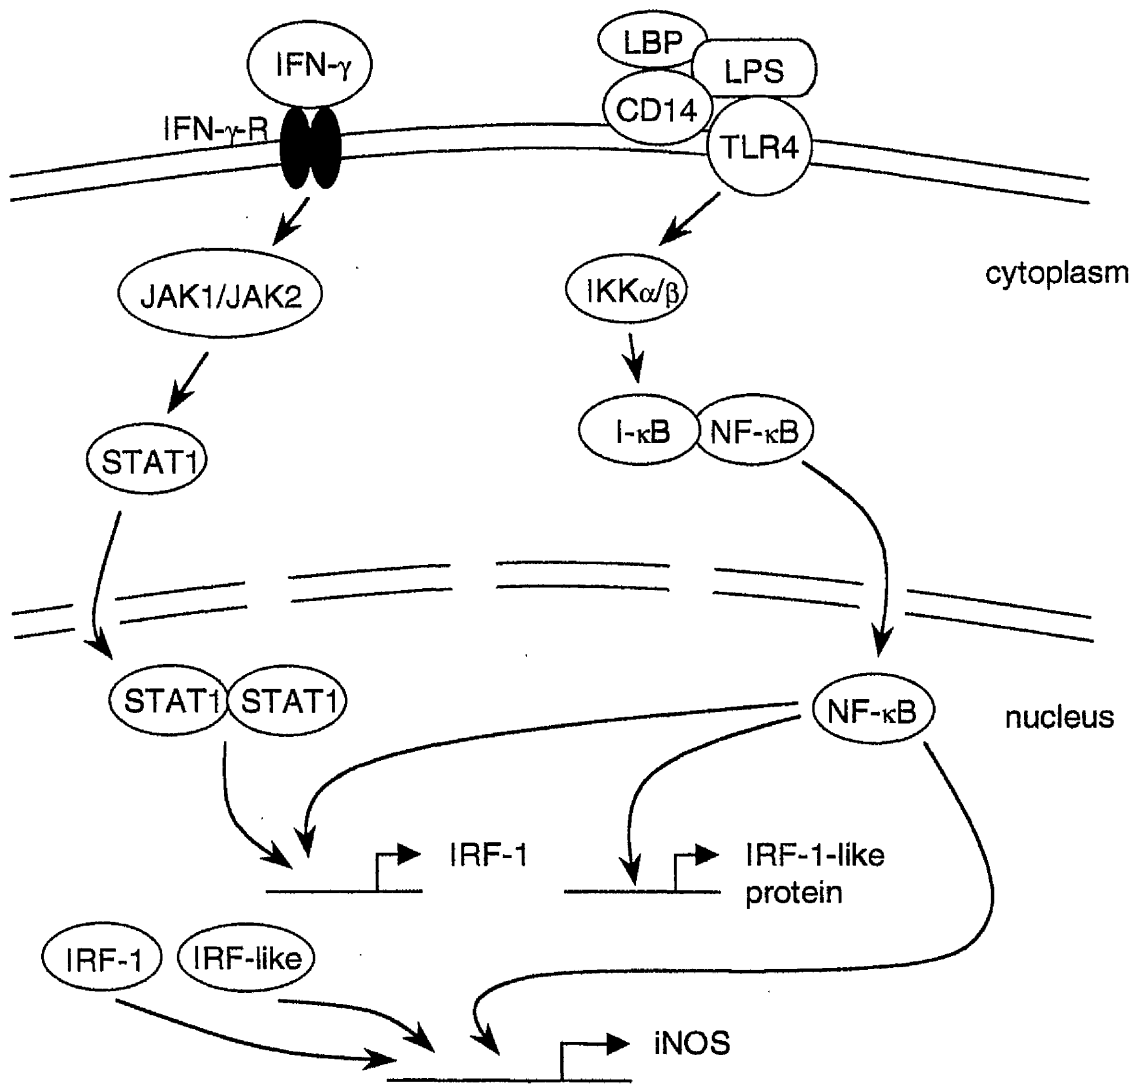 IFN-γ
LBP
LPS
IFN-γ-R
CD14
TLR4
cytoplasm
JAK1/JAK2
IKKα/β
STAT1
I-κB
NF-κB
STAT1
STAT1
NF-κB
nucleus
IRF-1
IRF-1-like
protein
IRF-1
IRF-like
iNOS